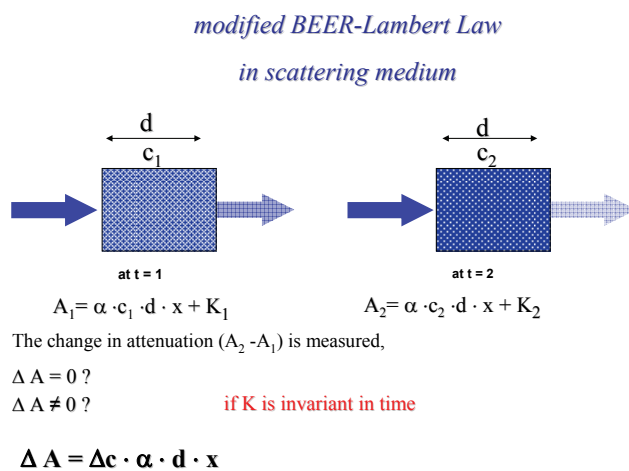 modified BEER-Lambert Law
in scattering medium
d
c₁
d
c₂
at t = 1
at t = 2
A₁= α ·c₁ ·d · x + K₁
A₂= α ·c₂ ·d · x + K₂
The change in attenuation (A₂ -A₁) is measured,
Δ A = 0 ?
Δ A ≠ 0 ? if K is invariant in time
Δ A = Δc · α · d · x